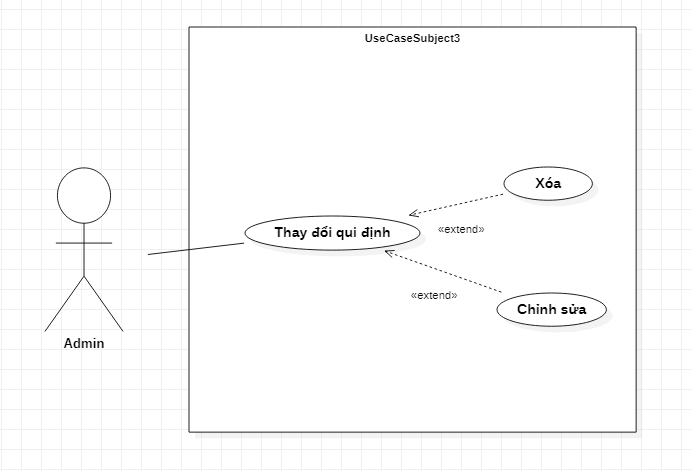 UseCaseSubject3
Xóa
Thay đổi qui định
«extend»
«extend»
Chỉnh sửa
Admin